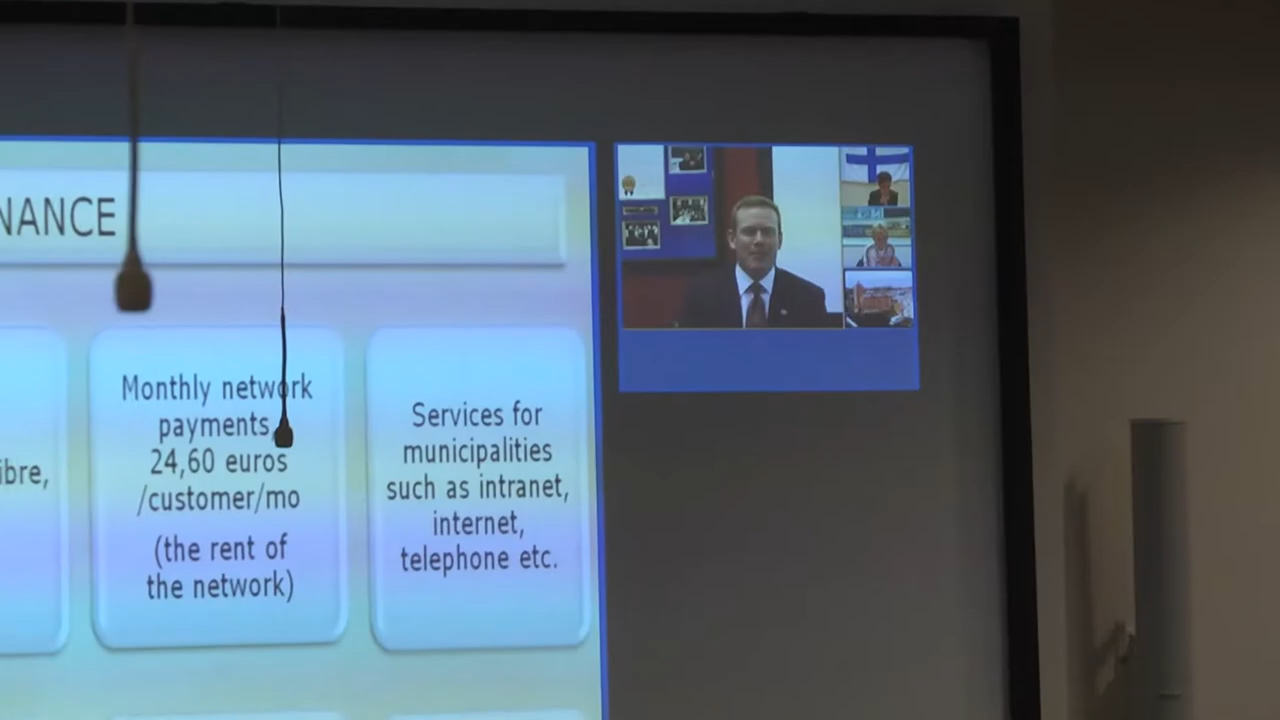 NANCE
ibre,
Monthly network
payments
24,60 euros
/customer/mo
(the rent of
the network)
Services for
municipalities
such as intranet,
internet,
telephone etc.